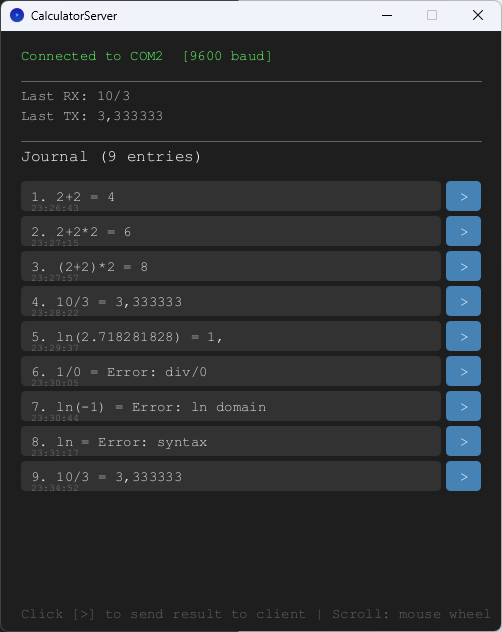 CalculatorServer
Connected to COM2  [9600 baud]
Last RX: 10/3
Last TX: 3,333333
Journal (9 entries)
1. 2+2 = 4 >
23:26:43
2. 2+2*2 = 6 >
23:27:15
3. (2+2)*2 = 8 >
23:27:57
4. 10/3 = 3,333333 >
23:28:22
5. ln(2.718281828) = 1, >
23:29:37
6. 1/0 = Error: div/0 >
23:30:05
7. ln(-1) = Error: ln domain >
23:30:44
8. ln = Error: syntax >
23:31:17
9. 10/3 = 3,333333 >
23:34:52
Click [>] to send result to client | Scroll: mouse wheel